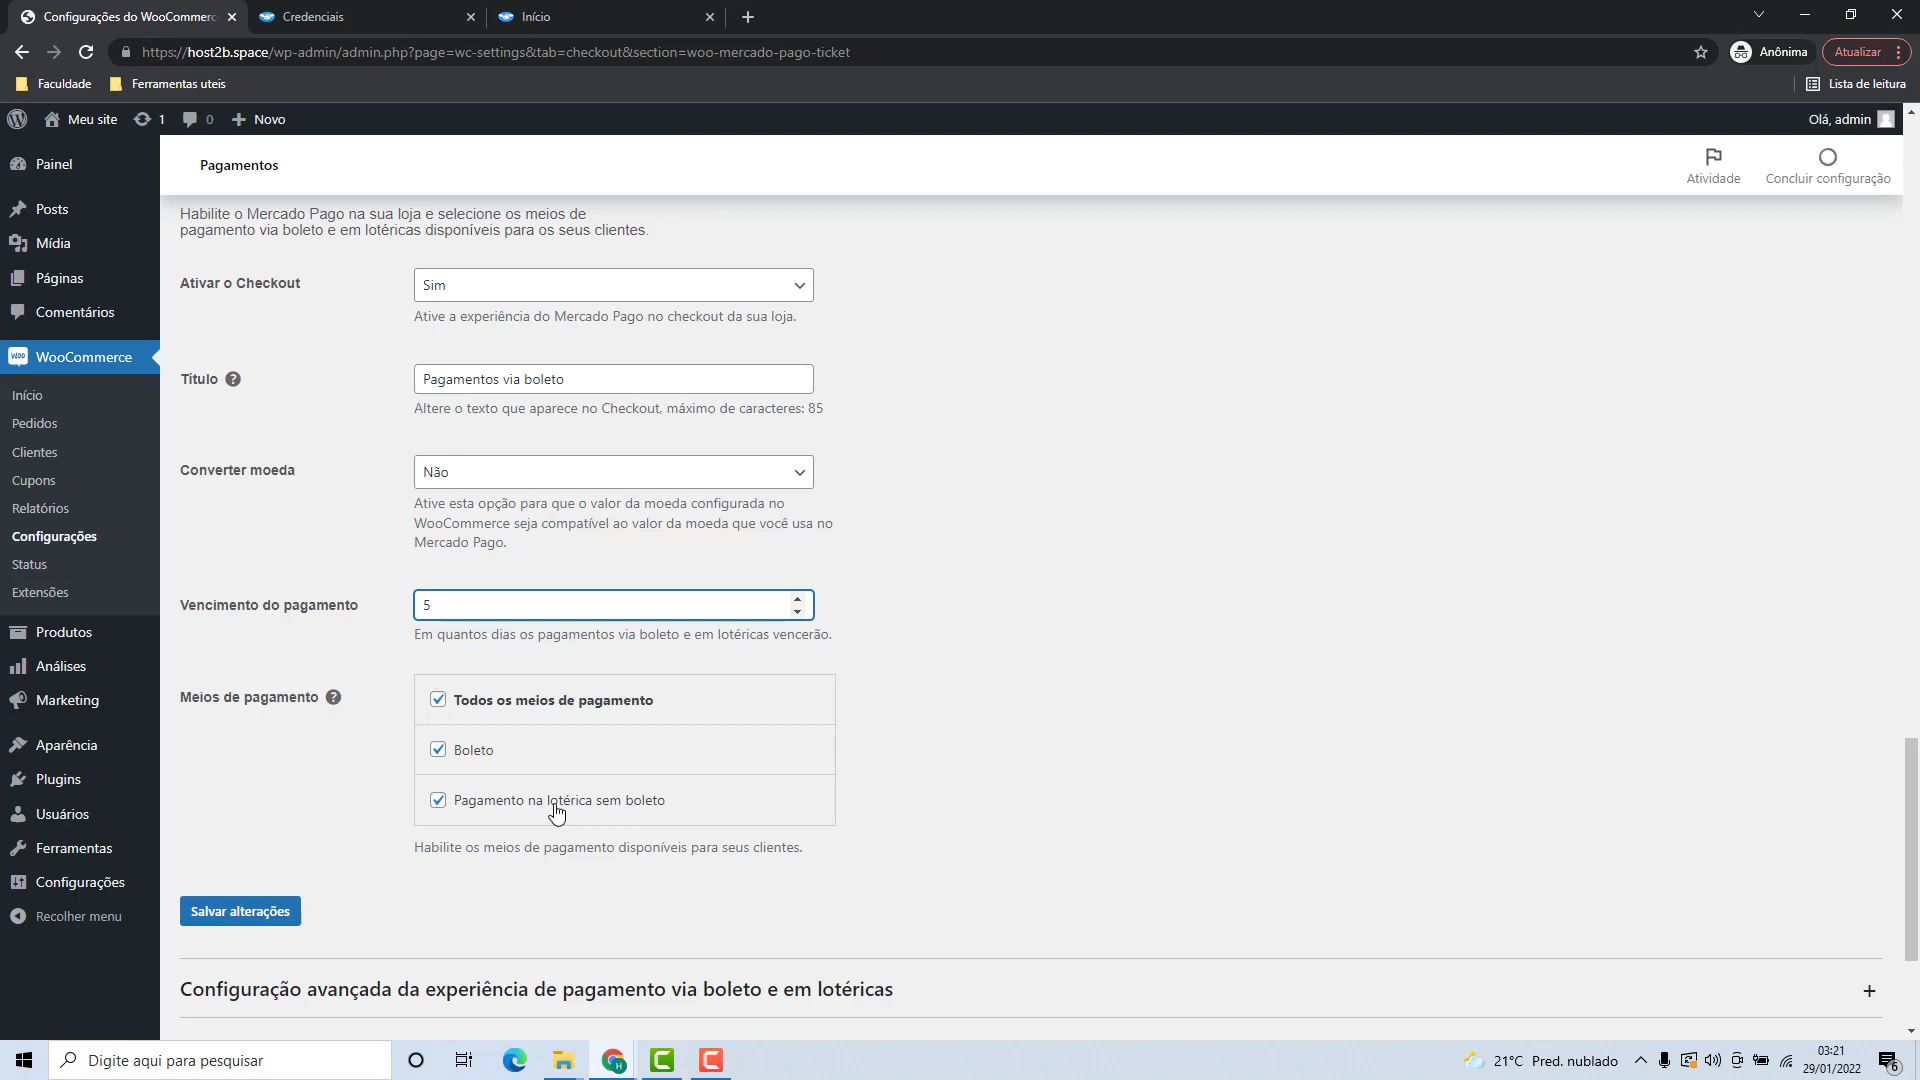 Configurações do WooCommerc
Credenciais
Início
https://host2b.space/wp-admin/admin.php?page=wc-settings&tab=checkout&section=woo-mercado-pago-ticket
Anônima
Atualizar
Faculdade
Ferramentas uteis
Lista de leitura
Meu site
1
0
Novo
Olá, admin
Painel
Posts
Mídia
Páginas
Comentários
WooCommerce
Início
Pedidos
Clientes
Cupons
Relatórios
Configurações
Status
Extensões
Produtos
Análises
Marketing
Aparência
Plugins
Usuários
Ferramentas
Configurações
Recolher menu
Pagamentos
Atividade
Concluir configuração
Habilite o Mercado Pago na sua loja e selecione os meios de
pagamento via boleto e em lotéricas disponíveis para os seus clientes.
Ativar o Checkout
Sim
Ative a experiência do Mercado Pago no checkout da sua loja.
Título
Pagamentos via boleto
Altere o texto que aparece no Checkout, máximo de caracteres: 85
Converter moeda
Não
Ative esta opção para que o valor da moeda configurada no
WooCommerce seja compatível ao valor da moeda que você usa no
Mercado Pago.
Vencimento do pagamento
5
Em quantos dias os pagamentos via boleto e em lotéricas vencerão.
Meios de pagamento
Todos os meios de pagamento
Boleto
Pagamento na lotérica sem boleto
Habilite os meios de pagamento disponíveis para seus clientes.
Salvar alterações
Configuração avançada da experiência de pagamento via boleto e em lotéricas
Digite aqui para pesquisar
21°C Pred. nublado
03:21
29/01/2022
6